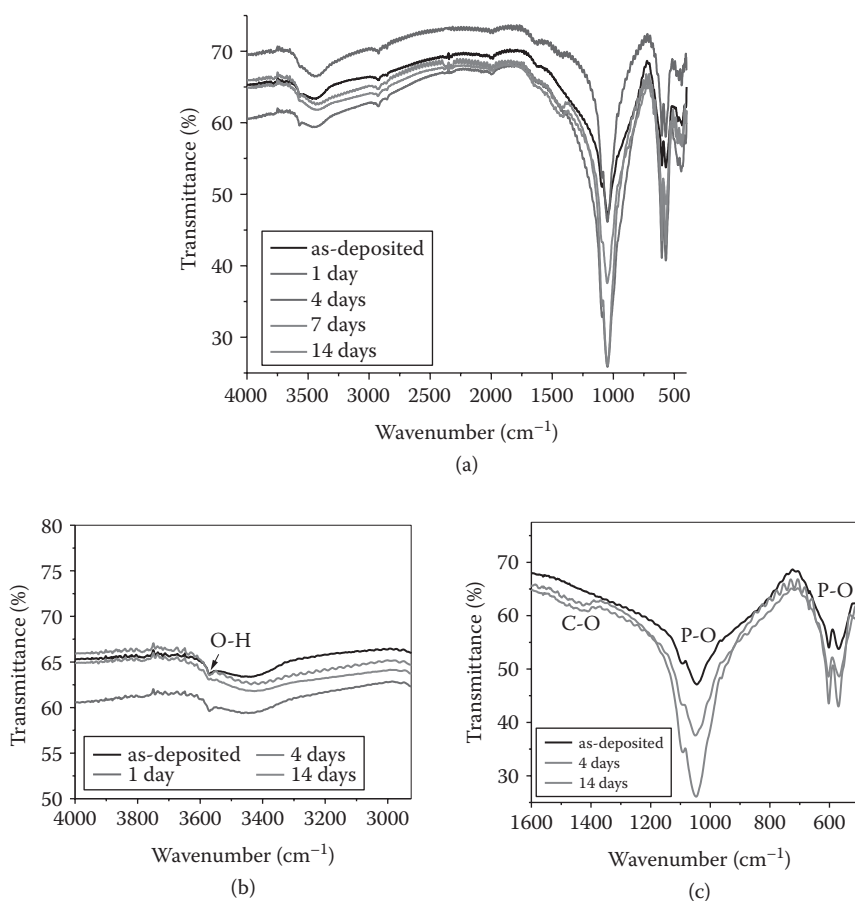 70
60
50
40
30
Transmittance (%)
as-deposited
1 day
4 days
7 days
14 days
4000 3500 3000 2500 2000 1500 1000 500
Wavenumber (cm⁻¹)
(a)
80
75
70
65
60
55
50
Transmittance (%)
O-H
as-deposited 4 days
1 day 14 days
4000 3800 3600 3400 3200 3000
Wavenumber (cm⁻¹)
(b)
70
60
50
40
30
Transmittance (%)
C-O
P-O
P-O
as-deposited
4 days
14 days
1600 1400 1200 1000 800 600
Wavenumber (cm⁻¹)
(c)